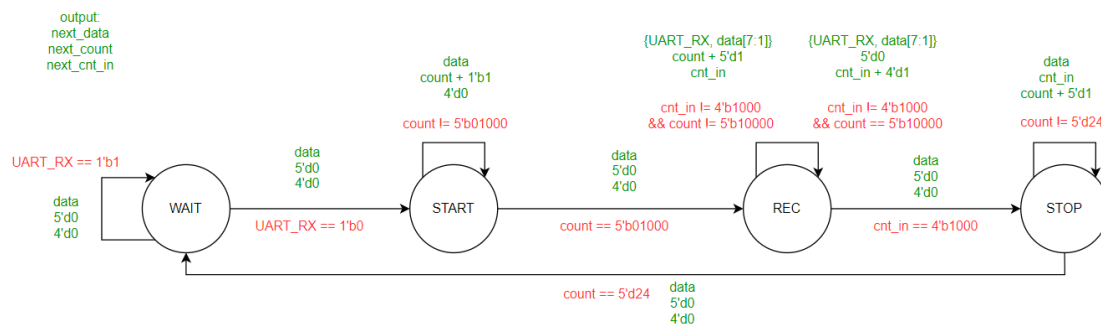 output:
next_data
next_count
next_cnt_in
data
count + 1'b1
4'd0
count != 5'b01000
{UART_RX, data[7:1]}
count + 5'd1
cnt_in
cnt_in != 4'b1000
&& count != 5'b10000
{UART_RX, data[7:1]}
5'd0
cnt_in + 4'd1
cnt_in != 4'b1000
&& count == 5'b10000
data
cnt_in
count + 5'd1
count != 5'd24
UART_RX == 1'b1
data
5'd0
4'd0
WAIT
data
5'd0
4'd0
UART_RX == 1'b0
START
data
5'd0
4'd0
count == 5'b01000
REC
data
5'd0
4'd0
cnt_in == 4'b1000
STOP
count == 5'd24
data
5'd0
4'd0